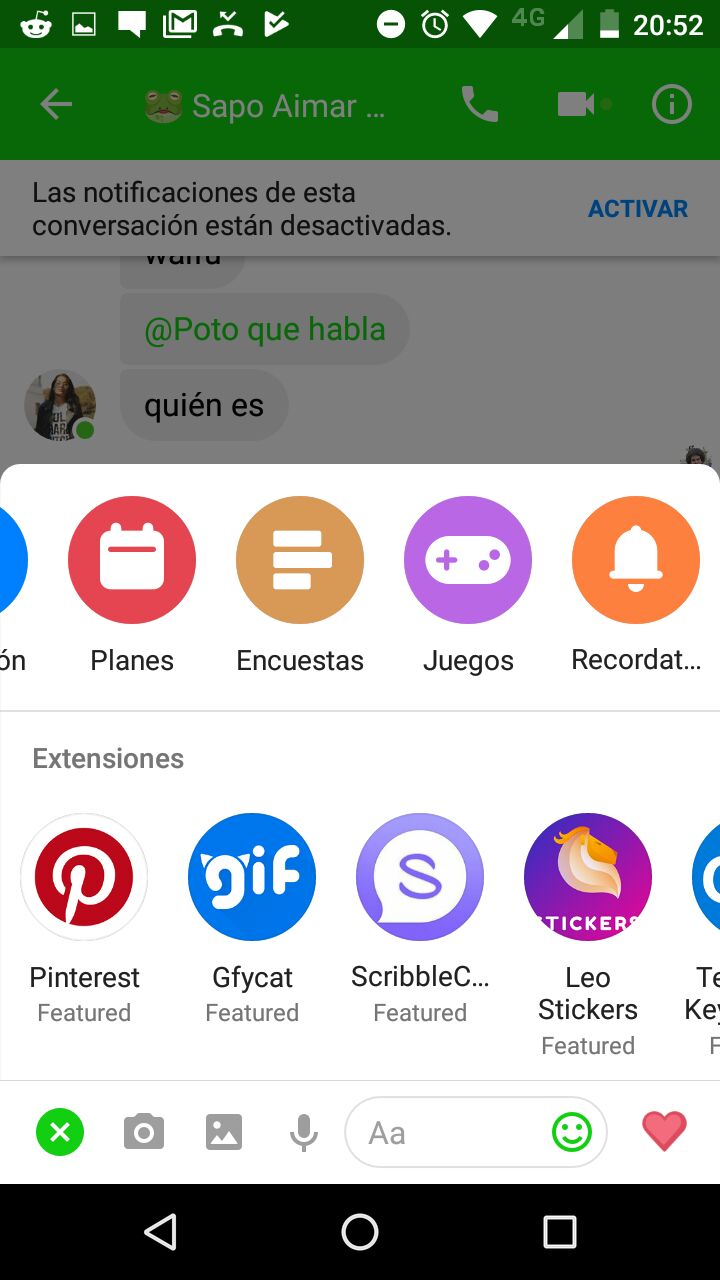 4G 20:52
Sapo Aimar ...
Las notificaciones de esta
conversación están desactivadas.
ACTIVAR
@Poto que habla
quién es
ón
Planes
Encuestas
Juegos
Recordat...
Extensiones
gif
S
STICKERS
Pinterest
Gfycat
ScribbleC...
Leo
Stickers
Te
Key
Featured
Featured
Featured
Featured
F
Aa